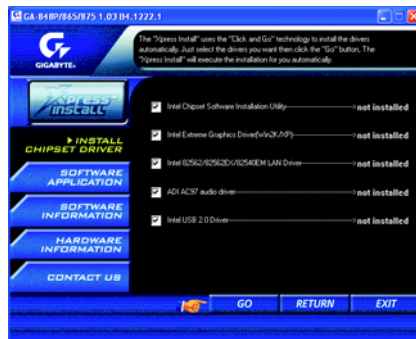 GA-848P/865/875 1.03 B4.1222.1
GIGABYTE
The "Xpress Install" uses the "Click and Go" technology to install the drivers
automatically. Just select the drivers you want then click the "Go" button, The
"Xpress Install" will execute the installation for you automatically.
Xpress
INSTALL
INSTALL
CHIPSET DRIVER
SOFTWARE
APPLICATION
SOFTWARE
INFORMATION
HARDWARE
INFORMATION
CONTACT US
Intel Chipset Software Installation Utility not installed
Intel Extreme Graphics Driver(Win2K/XP) not installed
Intel 82562/82562EX/82540EM LAN Driver not installed
ADI AC97 audio driver not installed
Intel USB 2.0 Driver not installed
GO RETURN EXIT